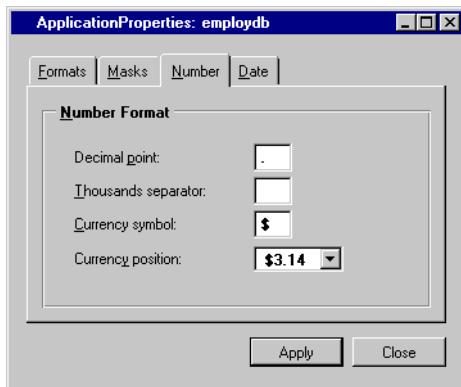 ApplicationProperties: employdb
Formats Masks Number Date
Number Format
Decimal point: .
Thousands separator:
Currency symbol: $
Currency position: $3.14
Apply Close